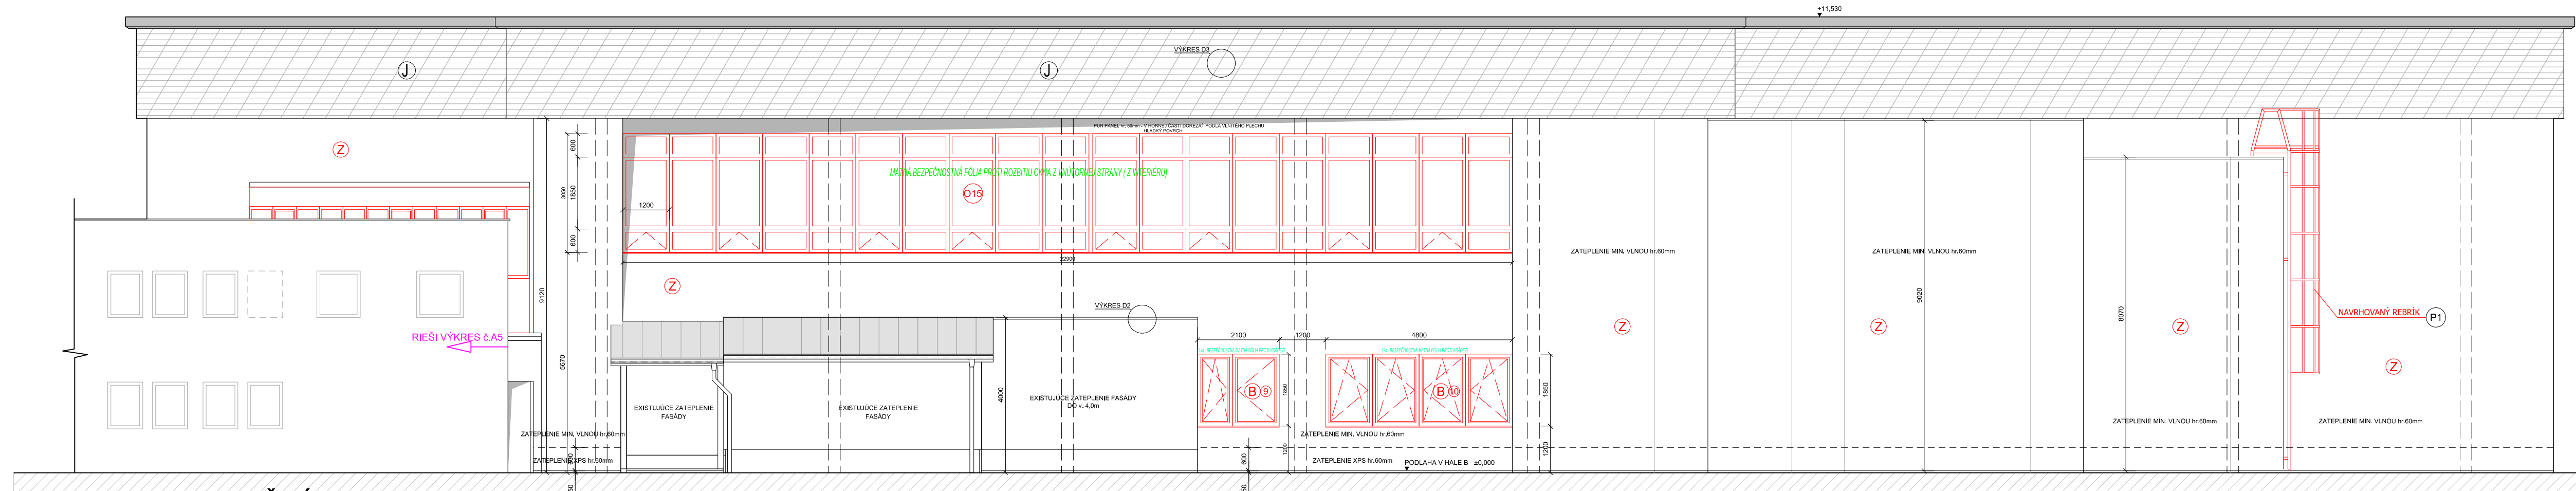 +11,530
VÝKRES D3
J
J
PUR PANEL hr. 60mm - V HORNEJ ČASTI DOREZAŤ PODĽA VLNITÉHO PLECHU
HLADKÝ POVRCH
Z
600
3050
1850
600
MATNÁ BEZPEČNOSTNÁ FÓLIA PROTI ROZBITIU OKNA Z VNÚTORNEJ STRANY ( Z INTERIÉRU)
O15
1200
22900
ZATEPLENIE MIN. VLNOU hr.60mm
ZATEPLENIE MIN. VLNOU hr.60mm
Z
9120
5670
9020
8070
VÝKRES D2
RIEŠI VÝKRES č.A5
2100
1200
4800
Z
Z
Z
NAVRHOVANÝ REBRÍK
P1
Z
B
9
B
10
1850
1850
4000
EXISTUJÚCE ZATEPLENIE
FASÁDY
EXISTUJÚCE ZATEPLENIE
FASÁDY
EXISTUJÚCE ZATEPLENIE FASÁDY
DO v. 4,0m
ZATEPLENIE MIN. VLNOU hr.60mm
ZATEPLENIE MIN. VLNOU hr.60mm
ZATEPLENIE MIN. VLNOU hr.60mm
ZATEPLENIE MIN. VLNOU hr.60mm
ZATEPLENIE XPS hr.60mm
600
600
1200
ZATEPLENIE XPS hr.60mm
PODLAHA V HALE B - ±0,000
1200